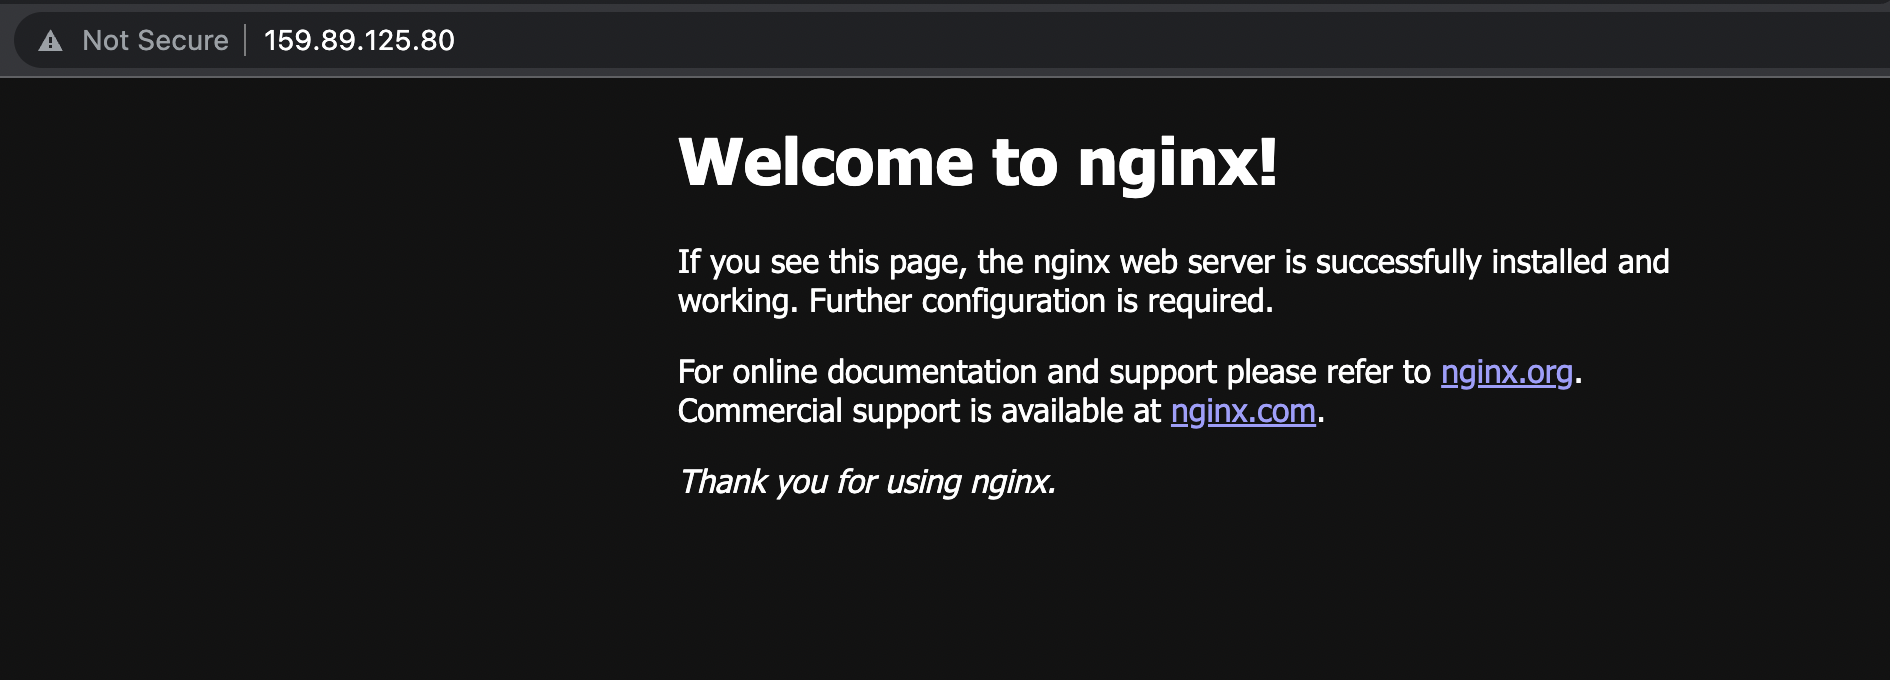 Not Secure 159.89.125.80
Welcome to nginx!
If you see this page, the nginx web server is successfully installed and
working. Further configuration is required.
For online documentation and support please refer to nginx.org.
Commercial support is available at nginx.com.
Thank you for using nginx.